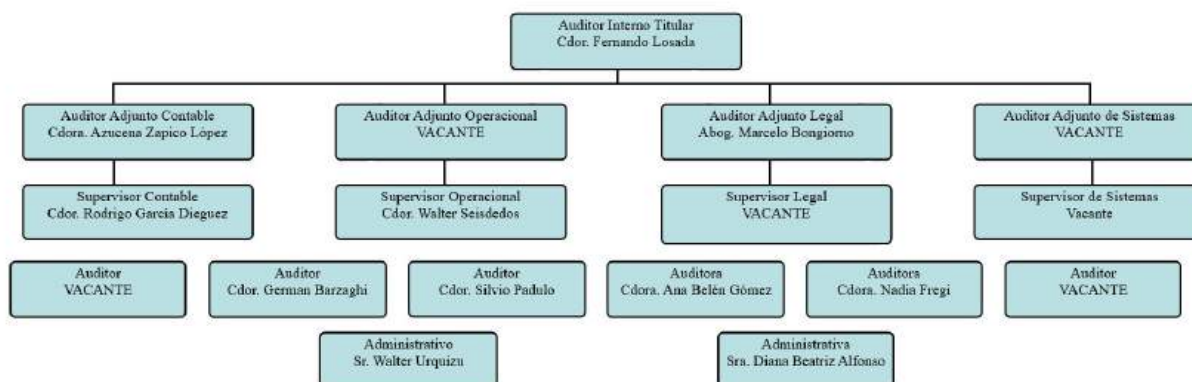 Auditor Interno Titular
Cdor. Fernando Losada
Auditor Adjunto Contable
Cdora. Azucena Zapico López
Auditor Adjunto Operacional
VACANTE
Auditor Adjunto Legal
Abog. Marcelo Bongiorno
Auditor Adjunto de Sistemas
VACANTE
Supervisor Contable
Cdor. Rodrigo García Dieguez
Supervisor Operacional
Cdor. Walter Seisdedos
Supervisor Legal
VACANTE
Supervisor de Sistemas
Vacante
Auditor
VACANTE
Auditor
Cdor. German Barzaghi
Auditor
Cdor. Silvio Padulo
Auditora
Cdora. Ana Belén Gómez
Auditora
Cdora. Nadia Fregi
Auditor
VACANTE
Administrativo
Sr. Walter Urquizu
Administrativa
Sra. Diana Beatriz Alfonso